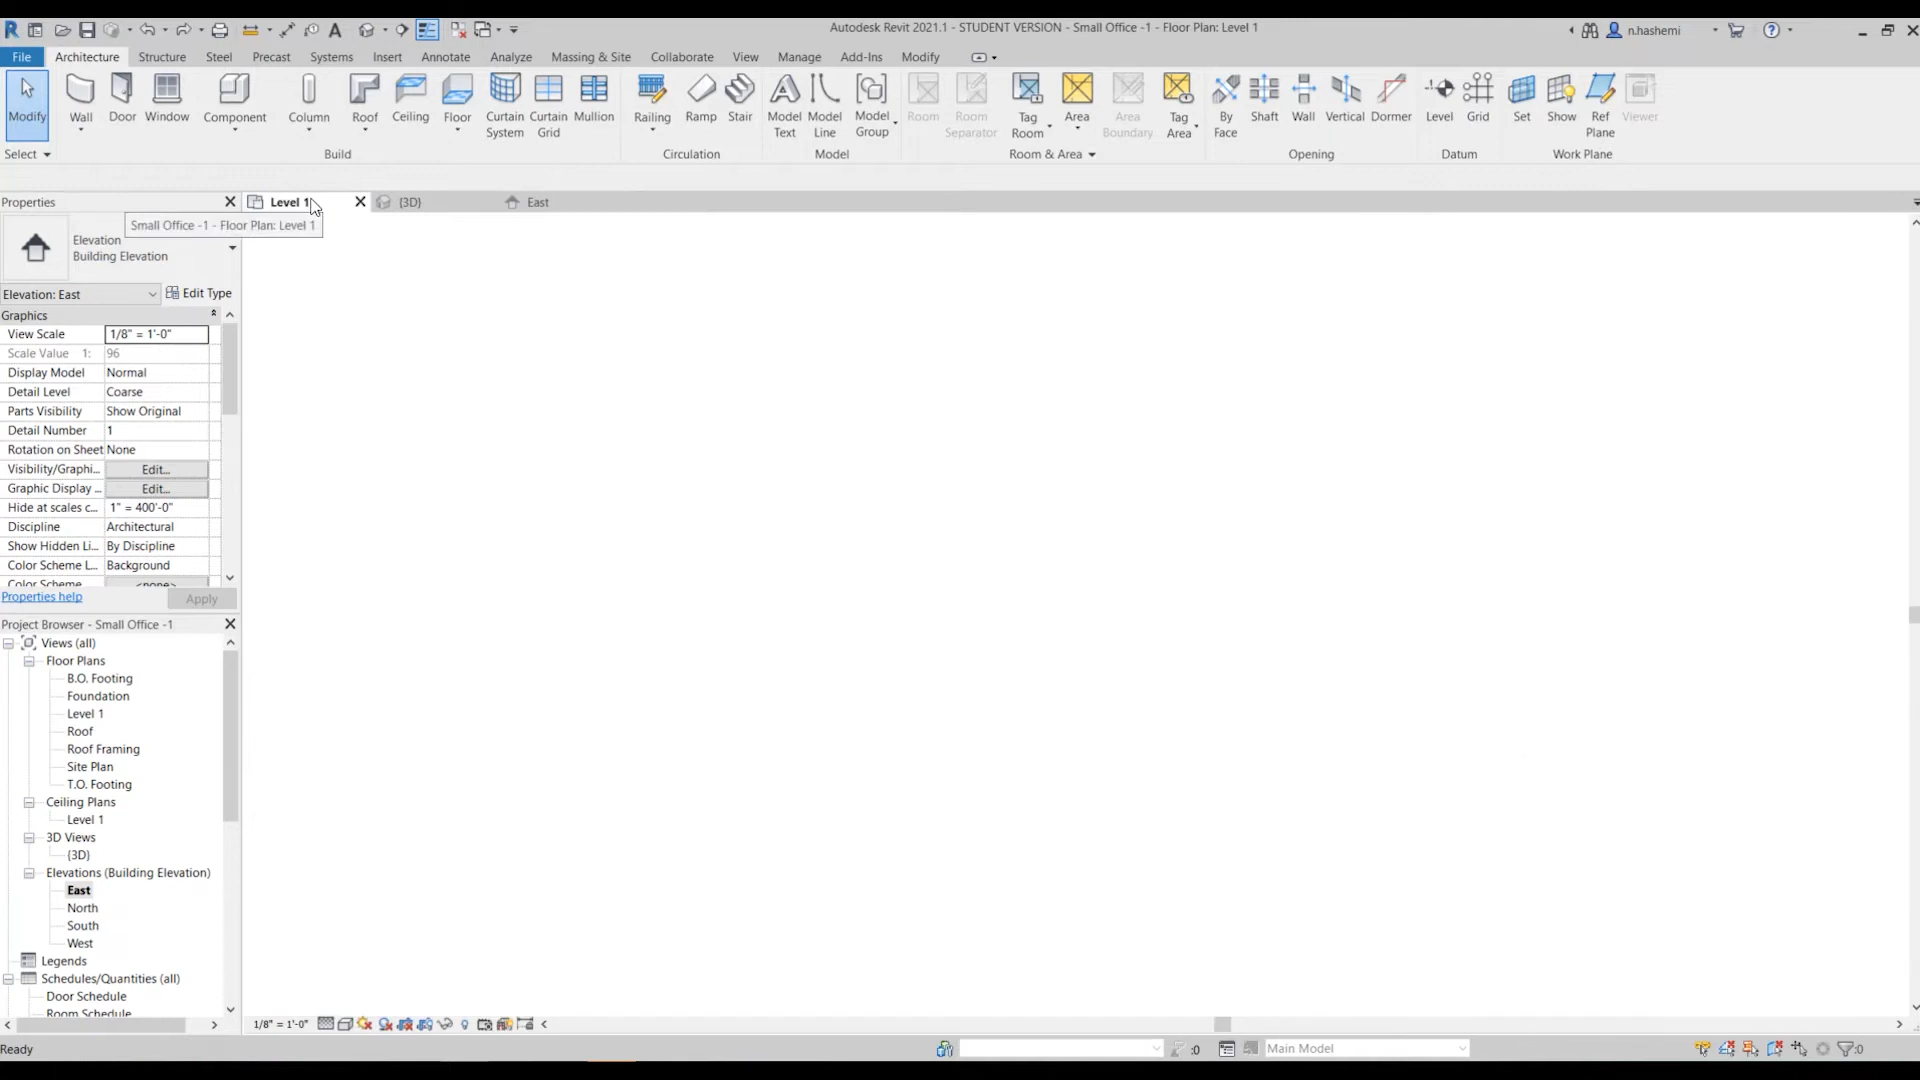 Autodesk Revit 2021.1 - STUDENT VERSION - Small Office -1 - Floor Plan: Level 1
n.hashemi
File Architecture Structure Steel Precast Systems Insert Annotate Analyze Massing & Site Collaborate View Manage Add-Ins Modify
Modify Wall Door Window Component Column Roof Ceiling Floor Curtain System Curtain Grid Mullion Railing Ramp Stair Model Text Model Line Model Group Room Room Separator Tag Room Area Area Boundary Tag Area By Face Shaft Wall Vertical Dormer Level Grid Set Show Ref Plane Viewer
Select Build Circulation Model Room & Area Opening Datum Work Plane
Properties
Level 1 {3D} East
Small Office -1 - Floor Plan: Level 1
Elevation
Building Elevation
Elevation: East Edit Type
Graphics
View Scale 1/8" = 1'-0"
Scale Value 1: 96
Display Model Normal
Detail Level Coarse
Parts Visibility Show Original
Detail Number 1
Rotation on Sheet None
Visibility/Graphi... Edit...
Graphic Display ... Edit...
Hide at scales c... 1" = 400'-0"
Discipline Architectural
Show Hidden Li... By Discipline
Color Scheme L... Background
Color Scheme <none>
Properties help Apply
Project Browser - Small Office -1
Views (all)
Floor Plans
B.O. Footing
Foundation
Level 1
Roof
Roof Framing
Site Plan
T.O. Footing
Ceiling Plans
Level 1
3D Views
{3D}
Elevations (Building Elevation)
East
North
South
West
Legends
Schedules/Quantities (all)
Door Schedule
Room Schedule
1/8" = 1'-0"
Ready :0 Main Model :0